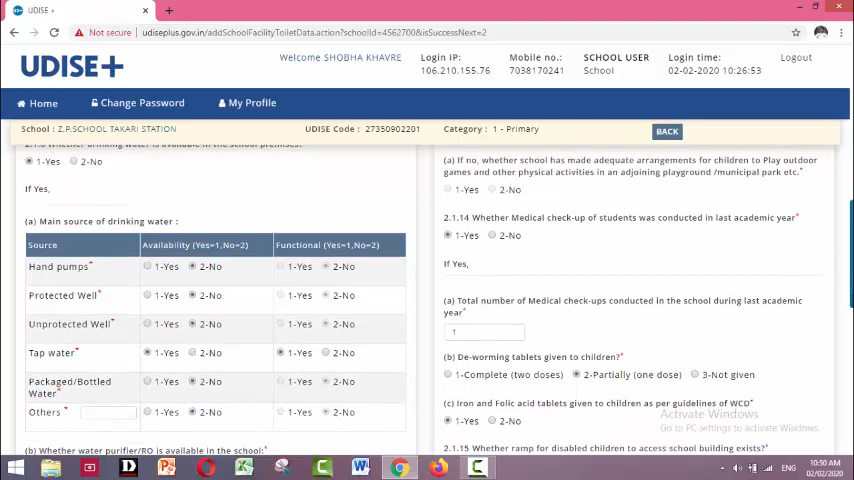 UDISE +
Not secure
udiseplus.gov.in/addSchoolFacilityToiletData.action?schoolId=4562700&isSuccessNext=2
UDISE+
Welcome SHOBHA KHAVRE
Login IP:
106.210.155.76
Mobile no.:
7038170241
SCHOOL USER
School
Login time:
02-02-2020 10:26:53
Logout
Home
Change Password
My Profile
School : Z.P.SCHOOL TAKARI STATION
UDISE Code : 27350902201
Category : 1 - Primary
BACK
1-Yes 2-No
If Yes,
(a) Main source of drinking water :
Source Availability (Yes=1,No=2) Functional (Yes=1,No=2)
Hand pumps* 1-Yes 2-No 1-Yes 2-No
Protected Well* 1-Yes 2-No 1-Yes 2-No
Unprotected Well* 1-Yes 2-No 1-Yes 2-No
Tap water* 1-Yes 2-No 1-Yes 2-No
Packaged/Bottled
Water* 1-Yes 2-No 1-Yes 2-No
Others * 1-Yes 2-No 1-Yes 2-No
(b) Whether water purifier/RO is available in the school:*
(a) If no, whether school has made adequate arrangements for children to Play outdoor
games and other physical activities in an adjoining playground /municipal park etc.*
1-Yes 2-No
2.1.14 Whether Medical check-up of students was conducted in last academic year*
1-Yes 2-No
If Yes,
(a) Total number of Medical check-ups conducted in the school during last academic
year*
1
(b) De-worming tablets given to children?*
1-Complete (two doses) 2-Partially (one dose) 3-Not given
(c) Iron and Folic acid tablets given to children as per guidelines of WCD*
1-Yes 2-No
2.1.15 Whether ramp for disabled children to access school building exists?*
Activate Windows
Go to PC settings to activate Windows.
ENG
10:50 AM
02/02/2020